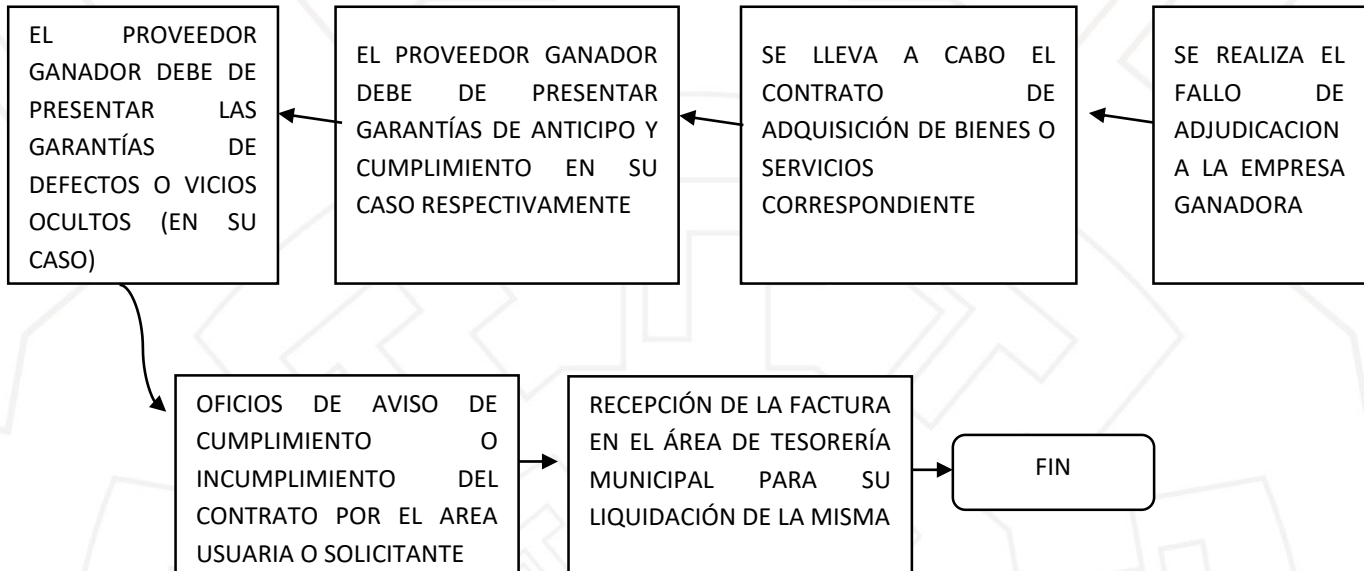 EL PROVEEDOR
GANADOR DEBE DE
PRESENTAR LAS
GARANTÍAS DE
DEFECTOS O VICIOS
OCULTOS (EN SU
CASO)
EL PROVEEDOR GANADOR
DEBE DE PRESENTAR
GARANTÍAS DE ANTICIPO Y
CUMPLIMIENTO EN SU
CASO RESPECTIVAMENTE
SE LLEVA A CABO EL
CONTRATO DE
ADQUISICIÓN DE BIENES O
SERVICIOS
CORRESPONDIENTE
SE REALIZA EL
FALLO DE
ADJUDICACION
A LA EMPRESA
GANADORA
OFICIOS DE AVISO DE
CUMPLIMIENTO O
INCUMPLIMIENTO DEL
CONTRATO POR EL AREA
USUARIA O SOLICITANTE
RECEPCIÓN DE LA FACTURA
EN EL ÁREA DE TESORERÍA
MUNICIPAL PARA SU
LIQUIDACIÓN DE LA MISMA
FIN